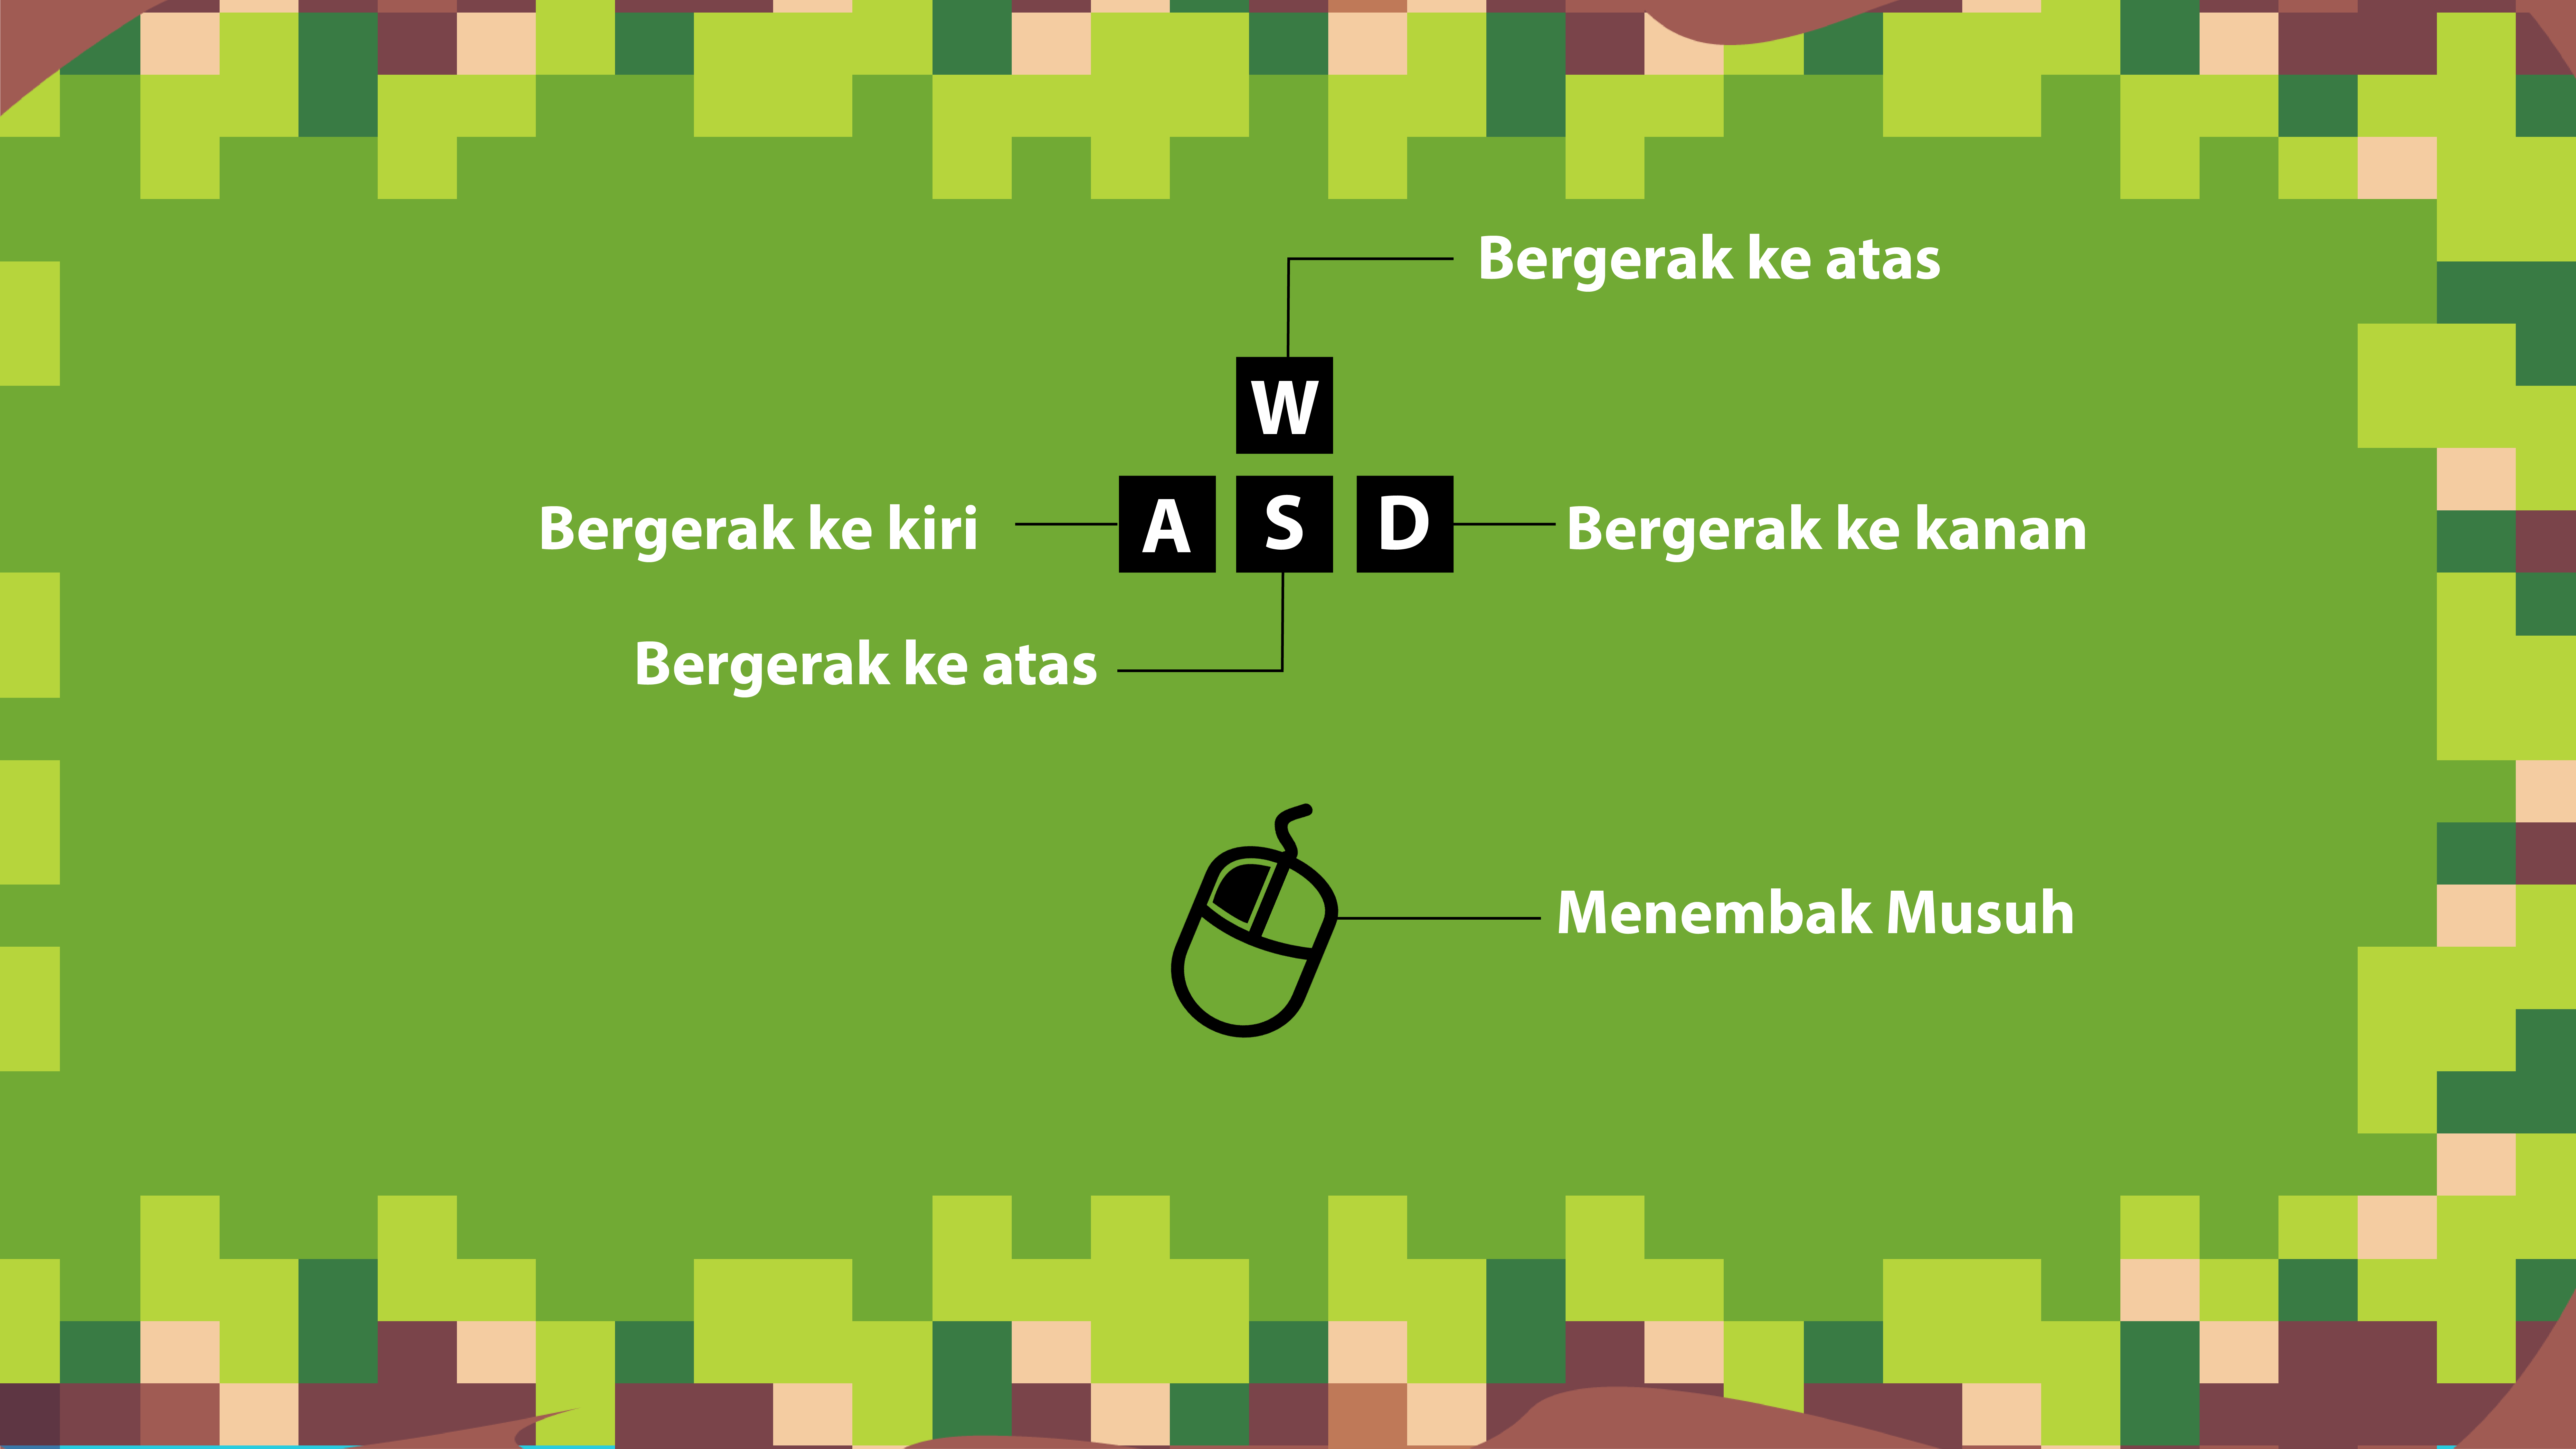 Bergerak ke atas
W
Bergerak ke kiri
A S D
Bergerak ke kanan
Bergerak ke atas
Menembak Musuh